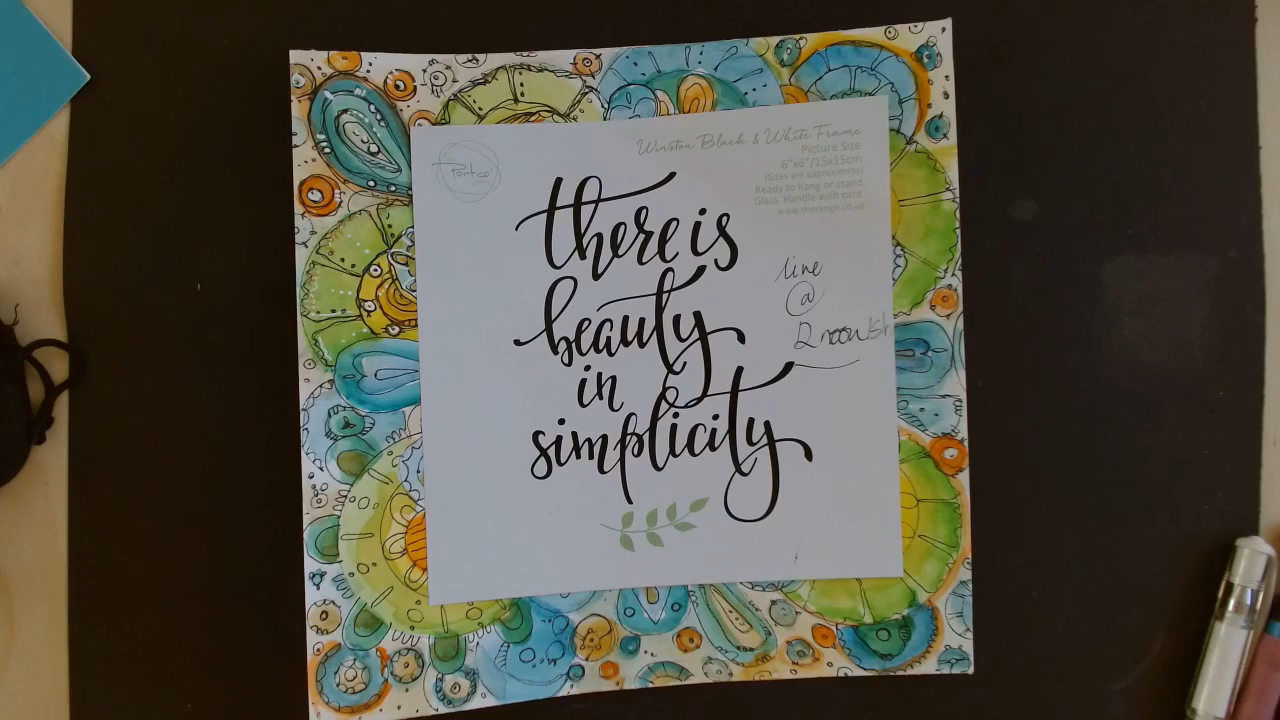 Portico
Winston Black & White Frame
Picture Size
6"x6"/15x15cm
(Sizes are approximate)
Ready to hang or stand.
Glass. Handle with care
www.therange.co.uk
there is
beauty
in
simplicity
line
@